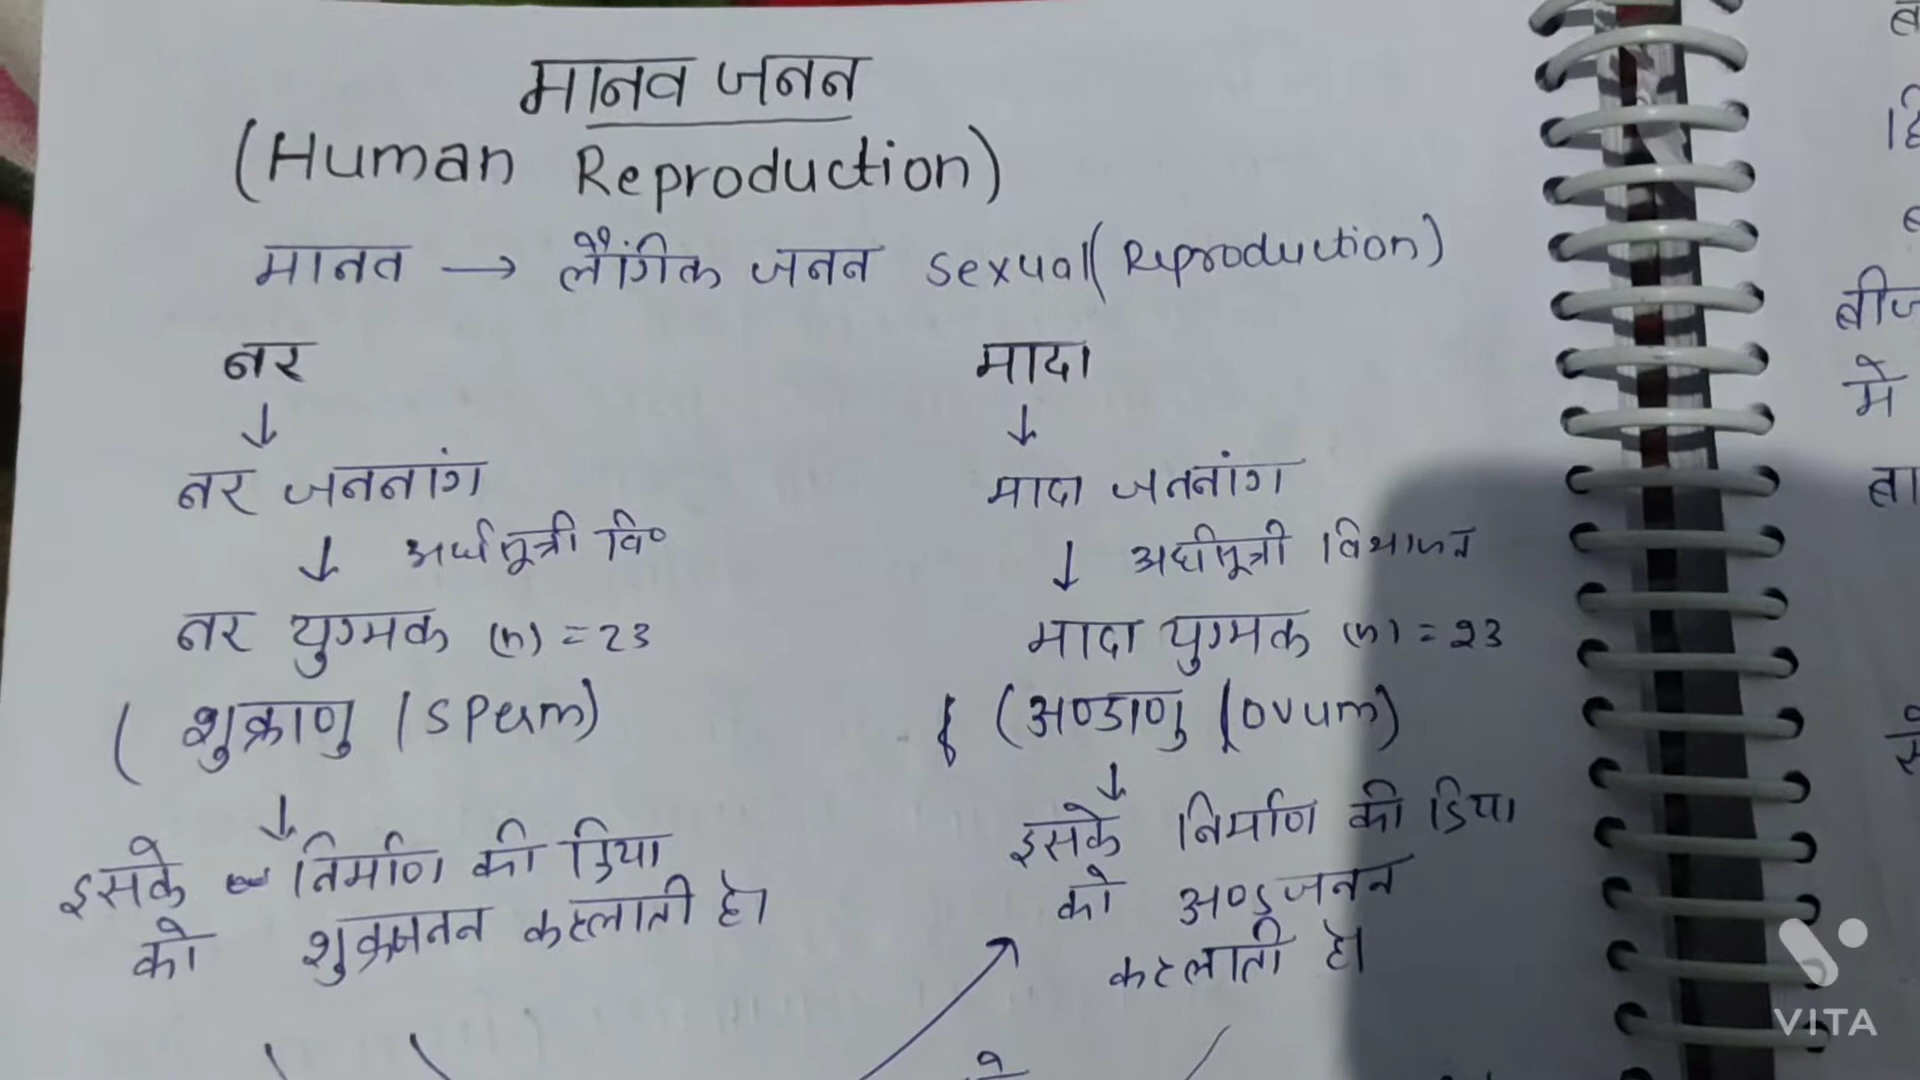 मानव जनन
(Human Reproduction)
मानव → लैंगिक जनन sexual (Reproduction)
नर
↓
नर जननांग
↓ अर्धसूत्री वि०
नर युग्मक (n) = 23
(शुक्राणु / sperm)
↓
इसके निर्माण की क्रिया
को शुक्रजनन कहलाती है।
मादा
↓
मादा जननांग
↓ अर्धसूत्री विभाजन
मादा युग्मक (n) = 23
(अण्डाणु / ovum)
↓
इसके निर्माण की क्रिया
को अण्डजनन
कहलाती है।
बीज
मे
VITA